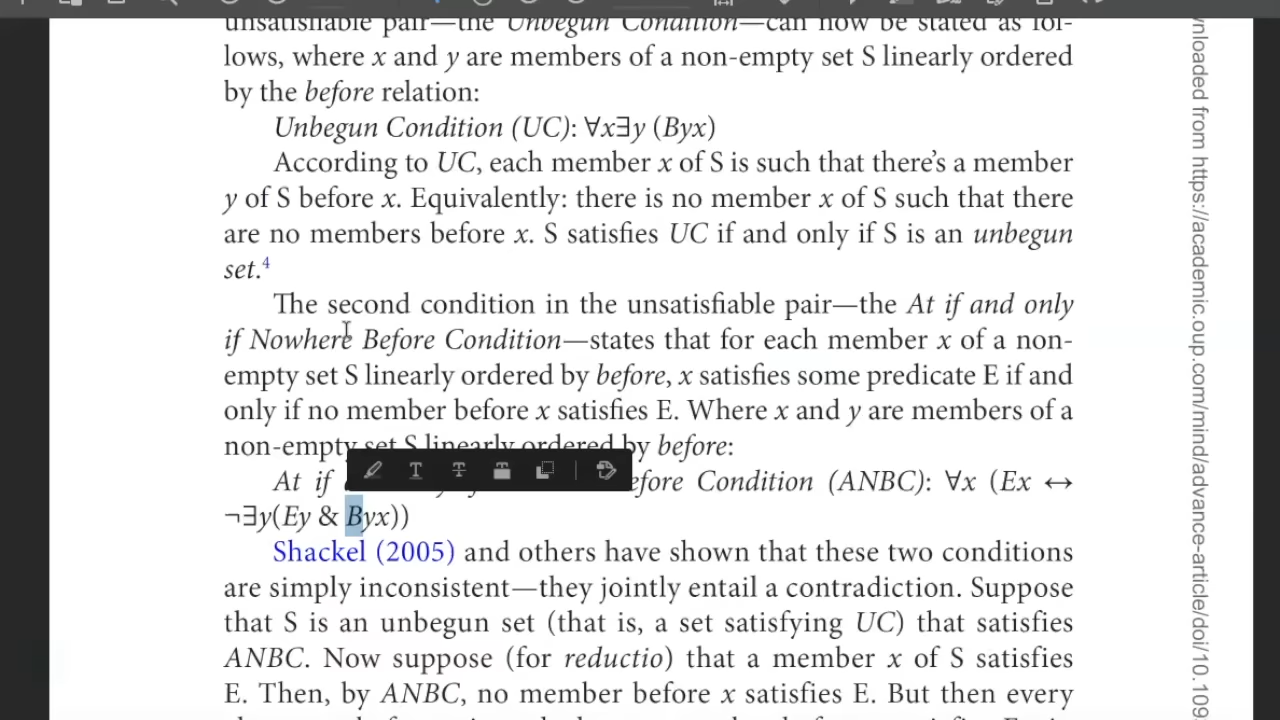 unsatisfiable pair—the Unbegun Condition—can now be stated as fol-
lows, where x and y are members of a non-empty set S linearly ordered
by the before relation:
Unbegun Condition (UC): ∀x∃y (Byx)
According to UC, each member x of S is such that there’s a member
y of S before x. Equivalently: there is no member x of S such that there
are no members before x. S satisfies UC if and only if S is an unbegun
set.4
The second condition in the unsatisfiable pair—the At if and only
if Nowhere Before Condition—states that for each member x of a non-
empty set S linearly ordered by before, x satisfies some predicate E if and
only if no member before x satisfies E. Where x and y are members of a
non-empty set S linearly ordered by before:
At if efore Condition (ANBC): ∀x (Ex ↔
¬∃y(Ey & Byx))
Shackel (2005) and others have shown that these two conditions
are simply inconsistent—they jointly entail a contradiction. Suppose
that S is an unbegun set (that is, a set satisfying UC) that satisfies
ANBC. Now suppose (for reductio) that a member x of S satisfies
E. Then, by ANBC, no member before x satisfies E. But then every
wnloaded from https://academic.oup.com/mind/advance-article/doi/10.109